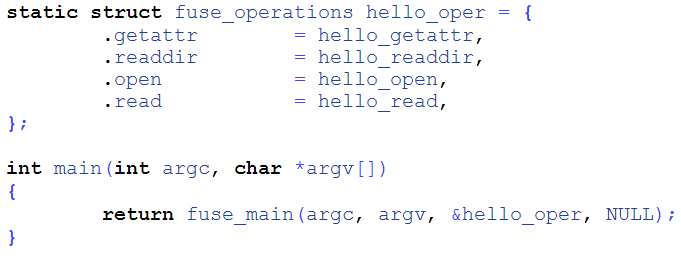 static struct fuse_operations hello_oper = {
        .getattr        = hello_getattr,
        .readdir        = hello_readdir,
        .open           = hello_open,
        .read           = hello_read,
};

int main(int argc, char *argv[])
{
        return fuse_main(argc, argv, &hello_oper, NULL);
}